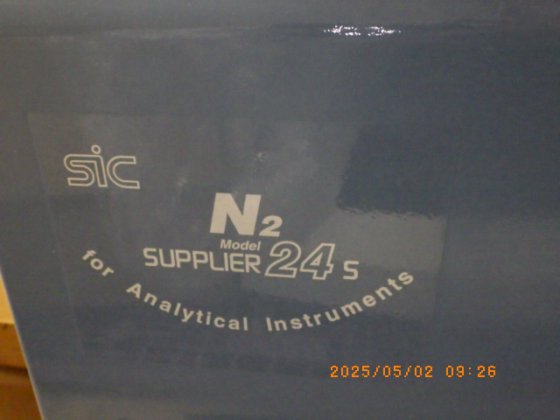 sic
N2
Model
SUPPLIER 24 S
for Analytical Instruments
2025/05/02 09:26